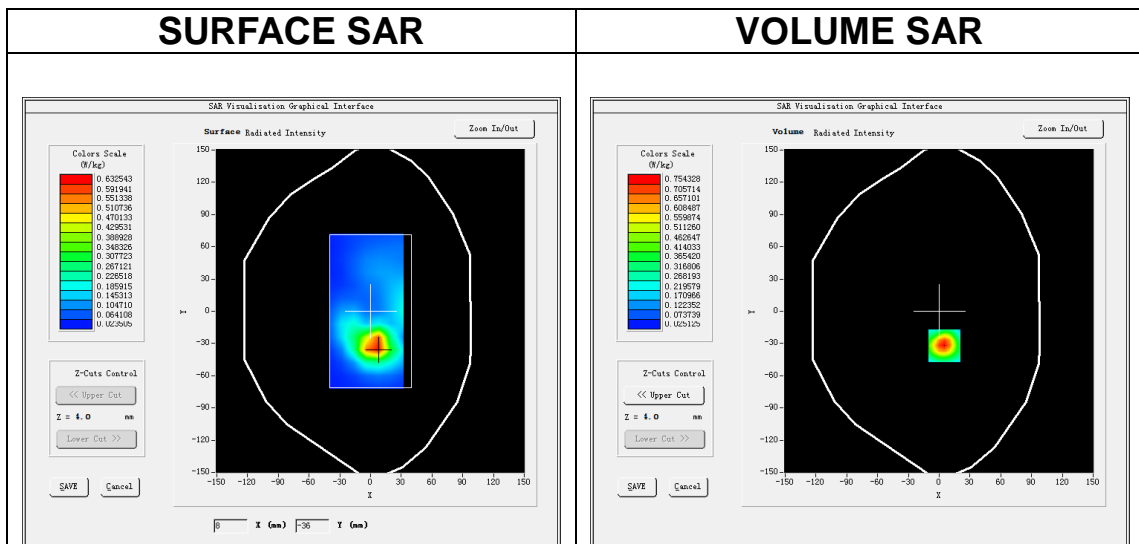 SURFACE SAR
SAR Visualisation Graphical Interface
Surface Radiated Intensity
Zoom In/Out
Colors Scale
(W/kg)
0.632543
0.591941
0.551338
0.510736
0.470133
0.429531
0.388928
0.348326
0.307723
0.267121
0.226518
0.185915
0.145313
0.104710
0.064108
0.023505
Z-Cuts Control
<< Upper Cut
Z = 4.0 mm
Lower Cut >>
SAVE Cancel
150
120
90
60
30
0
-30
-60
-90
-120
-150
Y
-150 -120 -90 -60 -30 0 30 60 90 120 150
X
8 X (mm) -36 Y (mm)
VOLUME SAR
SAR Visualisation Graphical Interface
Volume Radiated Intensity
Zoom In/Out
Colors Scale
(W/kg)
0.754328
0.705714
0.657101
0.608487
0.559874
0.511260
0.462647
0.414033
0.365420
0.316806
0.268193
0.219579
0.170966
0.122352
0.073739
0.025125
Z-Cuts Control
<< Upper Cut
Z = 4.0 mm
Lower Cut >>
SAVE Cancel
150
120
90
60
30
0
-30
-60
-90
-120
-150
Y
-150 -120 -90 -60 -30 0 30 60 90 120 150
X